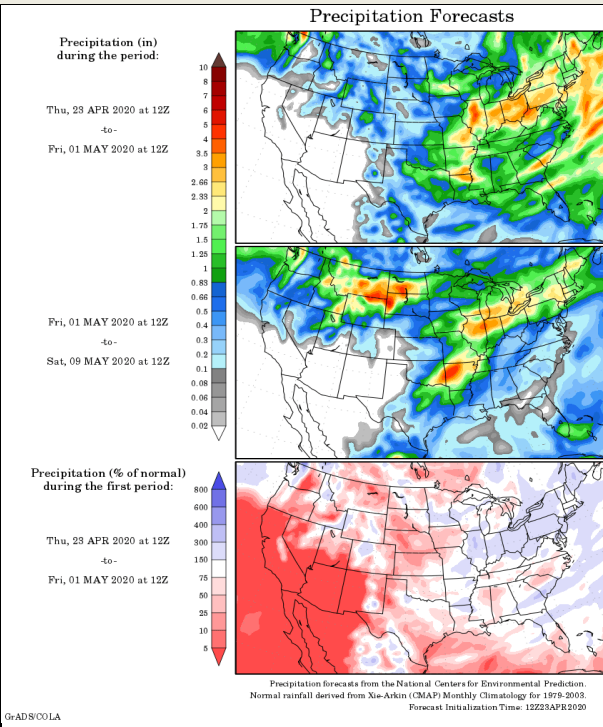 Precipitation Forecasts
Precipitation (in)
during the period:
Thu, 23 APR 2020 at 12Z
-to-
Fri, 01 MAY 2020 at 12Z
10
8
7
6
5
4
3.5
3
2.66
2.33
2
1.75
1.5
1.25
1
0.83
0.66
0.5
0.4
0.3
0.2
0.1
0.08
0.06
0.04
0.02
Fri, 01 MAY 2020 at 12Z
-to-
Sat, 09 MAY 2020 at 12Z
Precipitation (% of normal)
during the first period:
Thu, 23 APR 2020 at 12Z
-to-
Fri, 01 MAY 2020 at 12Z
800
600
400
300
150
75
50
25
10
5
Precipitation forecasts from the National Centers for Environmental Prediction.
Normal rainfall derived from Xie-Arkin (CMAP) Monthly Climatology for 1979-2003.
Forecast Initialization Time: 12Z23APR2020
GrADS/COLA